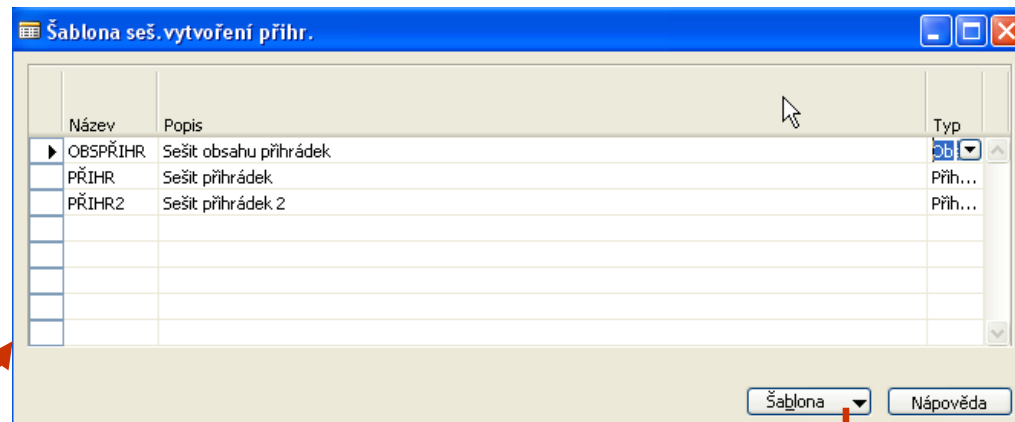 Šablona seš.vytvoření přihr.
Název Popis Typ
OBSPŘIHR Sešit obsahu přihrádek Obs
PŘIHR Sešit přihrádek Přih...
PŘIHR2 Sešit přihrádek 2 Přih...
Šablona Nápověda